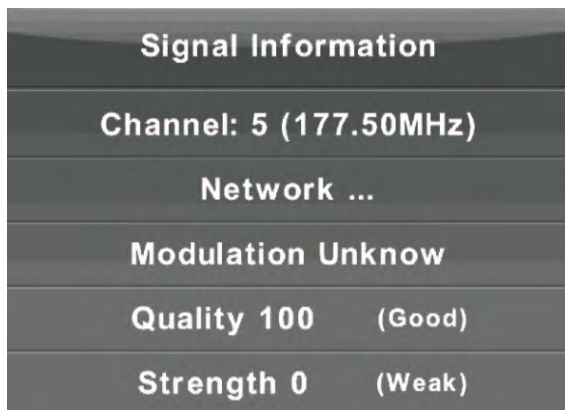 Signal Information
Channel: 5 (177.50MHz)
Network ...
Modulation Unknow
Quality 100 (Good)
Strength 0 (Weak)